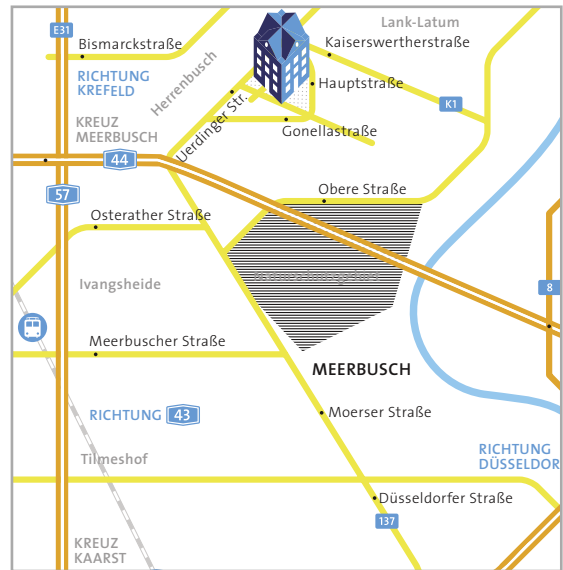 E31
Bismarckstraße
Lank-Latum
Kaiserswertherstraße
RICHTUNG
KREFELD
Herrenbusch
Hauptstraße
K1
Uerdinger Str.
KREUZ
MEERBUSCH
Gonellastraße
44
57
Obere Straße
Osterather Straße
Ivangsheide
8
Meerbuscher Straße
MEERBUSCH
RICHTUNG 43
Moerser Straße
Tilmeshof
RICHTUNG
DÜSSELDOR
Düsseldorfer Straße
137
KREUZ
KAARST